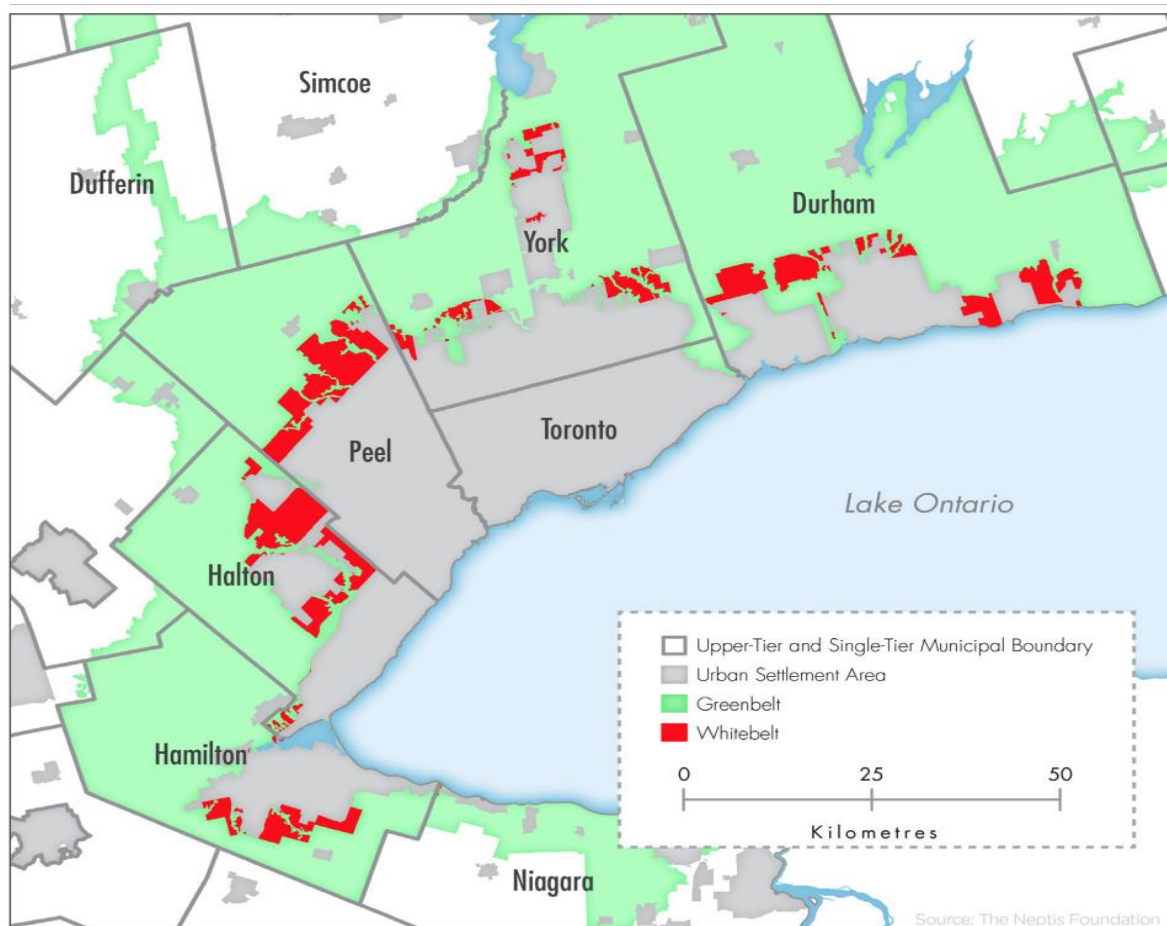 Simcoe
Dufferin
York
Durham
Peel
Toronto
Lake Ontario
Halton
Hamilton
Niagara
Upper-Tier and Single-Tier Municipal Boundary
Urban Settlement Area
Greenbelt
Whitebelt
0 25 50
Kilometres
Source: The Neptis Foundation